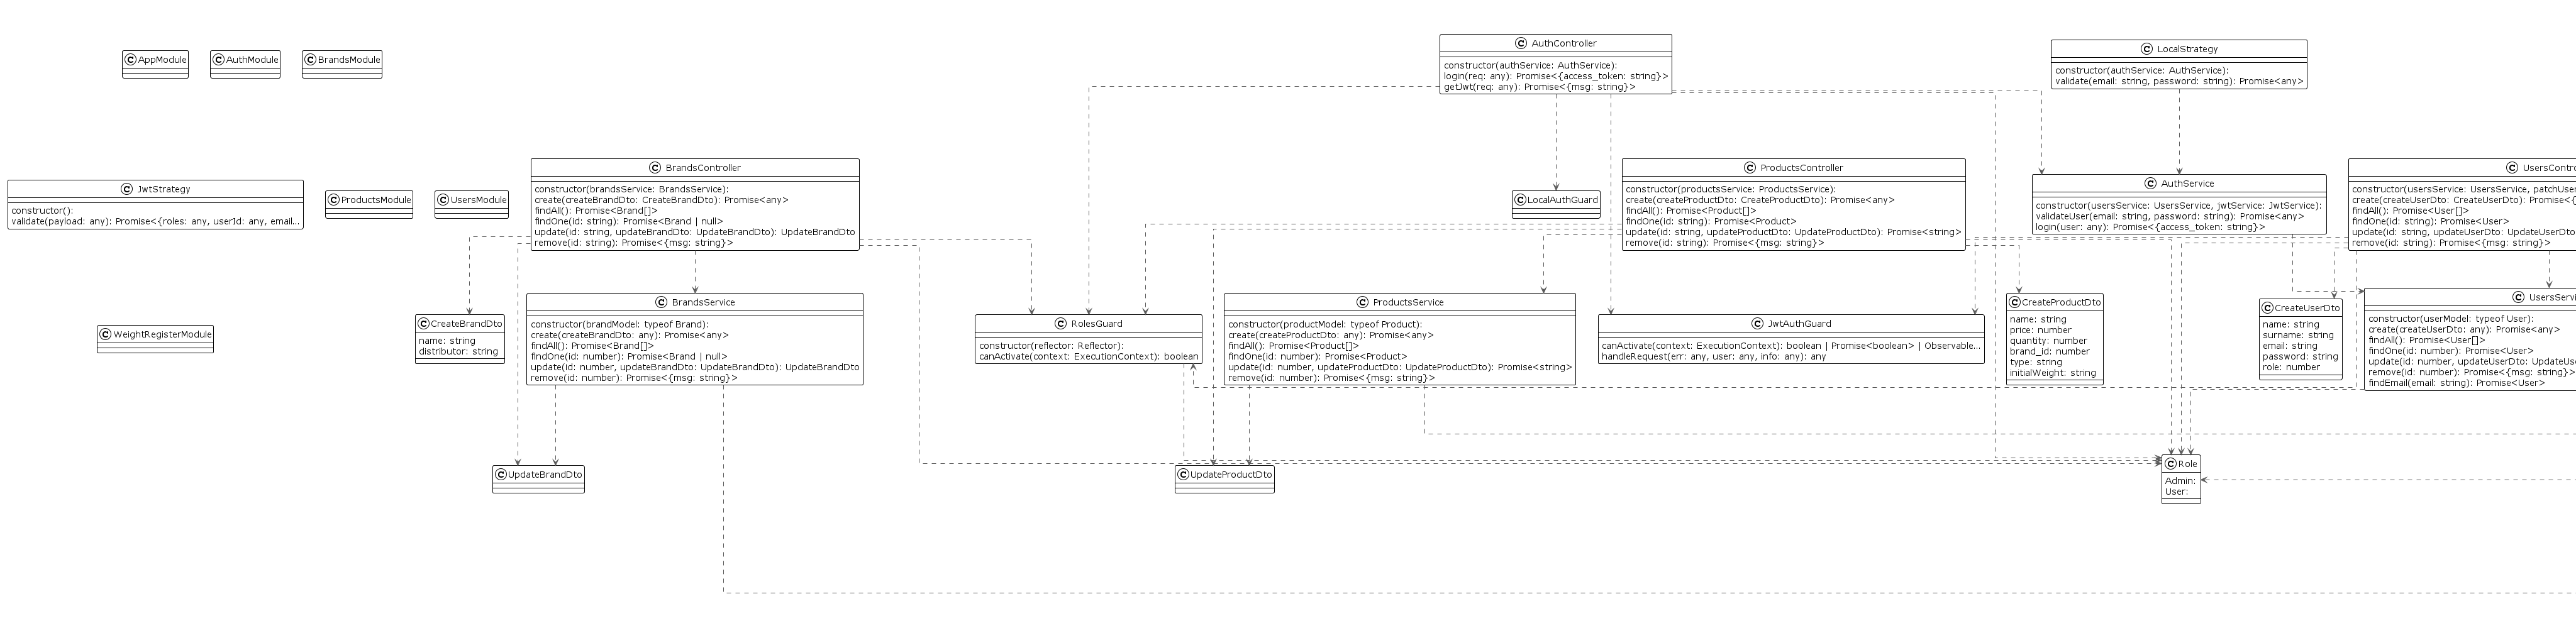 AppModule
AuthModule
BrandsModule
AuthController
constructor(authService: AuthService):
login(req: any): Promise<{access_token: string}>
getJwt(req: any): Promise<{msg: string}>
LocalStrategy
constructor(authService: AuthService):
validate(email: string, password: string): Promise<any>
JwtStrategy
constructor():
validate(payload: any): Promise<{roles: any, userId: any, email...
ProductsModule
UsersModule
BrandsController
constructor(brandsService: BrandsService):
create(createBrandDto: CreateBrandDto): Promise<any>
findAll(): Promise<Brand[]>
findOne(id: string): Promise<Brand | null>
update(id: string, updateBrandDto: UpdateBrandDto): UpdateBrandDto
remove(id: string): Promise<{msg: string}>
LocalAuthGuard
ProductsController
constructor(productsService: ProductsService):
create(createProductDto: CreateProductDto): Promise<any>
findAll(): Promise<Product[]>
findOne(id: string): Promise<Product>
update(id: string, updateProductDto: UpdateProductDto): Promise<string>
remove(id: string): Promise<{msg: string}>
AuthService
constructor(usersService: UsersService, jwtService: JwtService):
validateUser(email: string, password: string): Promise<any>
login(user: any): Promise<{access_token: string}>
UsersContro
constructor(usersService: UsersService, patchUser
create(createUserDto: CreateUserDto): Promise<{
findAll(): Promise<User[]>
findOne(id: string): Promise<User>
update(id: string, updateUserDto: UpdateUserDto
remove(id: string): Promise<{msg: string}>
WeightRegisterModule
CreateBrandDto
name: string
distributor: string
BrandsService
constructor(brandModel: typeof Brand):
create(createBrandDto: any): Promise<any>
findAll(): Promise<Brand[]>
findOne(id: number): Promise<Brand | null>
update(id: number, updateBrandDto: UpdateBrandDto): UpdateBrandDto
remove(id: number): Promise<{msg: string}>
RolesGuard
constructor(reflector: Reflector):
canActivate(context: ExecutionContext): boolean
ProductsService
constructor(productModel: typeof Product):
create(createProductDto: any): Promise<any>
findAll(): Promise<Product[]>
findOne(id: number): Promise<Product>
update(id: number, updateProductDto: UpdateProductDto): Promise<string>
remove(id: number): Promise<{msg: string}>
JwtAuthGuard
canActivate(context: ExecutionContext): boolean | Promise<boolean> | Observable...
handleRequest(err: any, user: any, info: any): any
CreateProductDto
name: string
price: number
quantity: number
brand_id: number
type: string
initialWeight: string
CreateUserDto
name: string
surname: string
email: string
password: string
role: number
UsersServi
constructor(userModel: typeof User):
create(createUserDto: any): Promise<any>
findAll(): Promise<User[]>
findOne(id: number): Promise<User>
update(id: number, updateUserDto: UpdateUse
remove(id: number): Promise<{msg: string}>
findEmail(email: string): Promise<User>
UpdateBrandDto
UpdateProductDto
Role
Admin:
User: